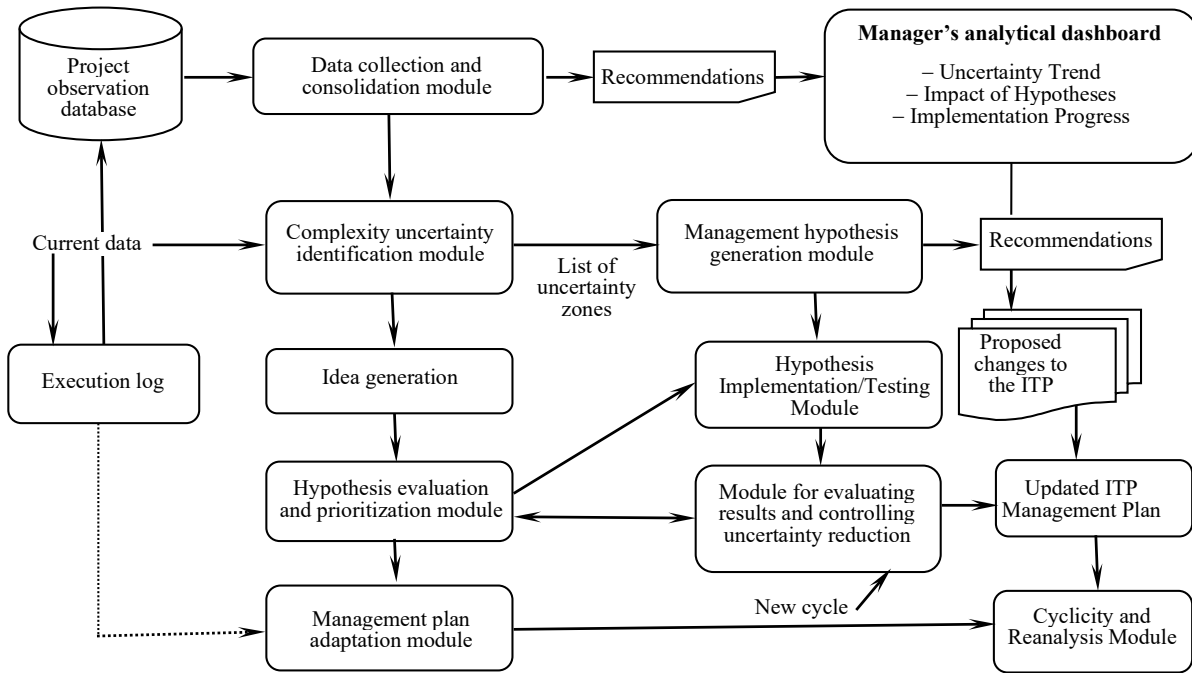 Project
observation
database
Data collection and
consolidation module
Recommendations
Manager’s analytical dashboard
– Uncertainty Trend
– Impact of Hypotheses
– Implementation Progress
Current data
Complexity uncertainty
identification module
List of
uncertainty
zones
Management hypothesis
generation module
Recommendations
Execution log
Idea generation
Hypothesis
Implementation/Testing
Module
Proposed
changes to
the ITP
Hypothesis evaluation
and prioritization module
Module for evaluating
results and controlling
uncertainty reduction
Updated ITP
Management Plan
Management plan
adaptation module
New cycle
Cyclicity and
Reanalysis Module